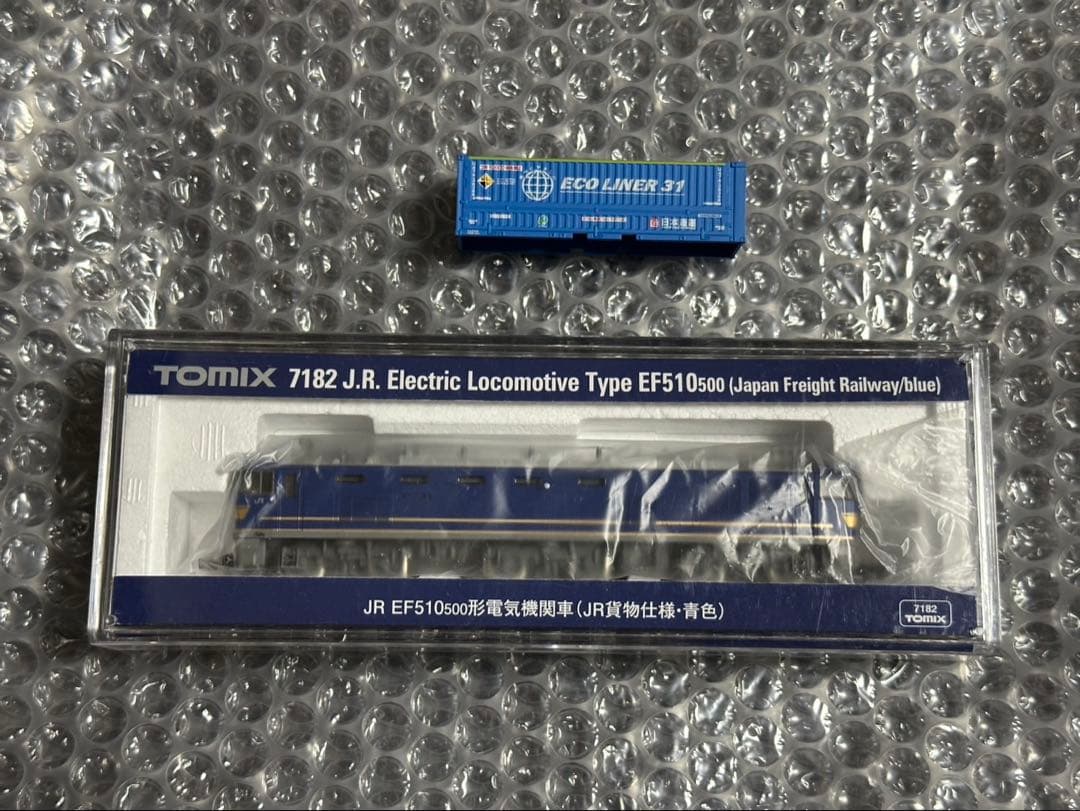 ECO LINER 31
日本通運
TOMIX 7182 J.R. Electric Locomotive Type EF510500 (Japan Freight Railway/blue)
JR EF510500形電気機関車(JR貨物仕様・青色)
7182
TOMIX